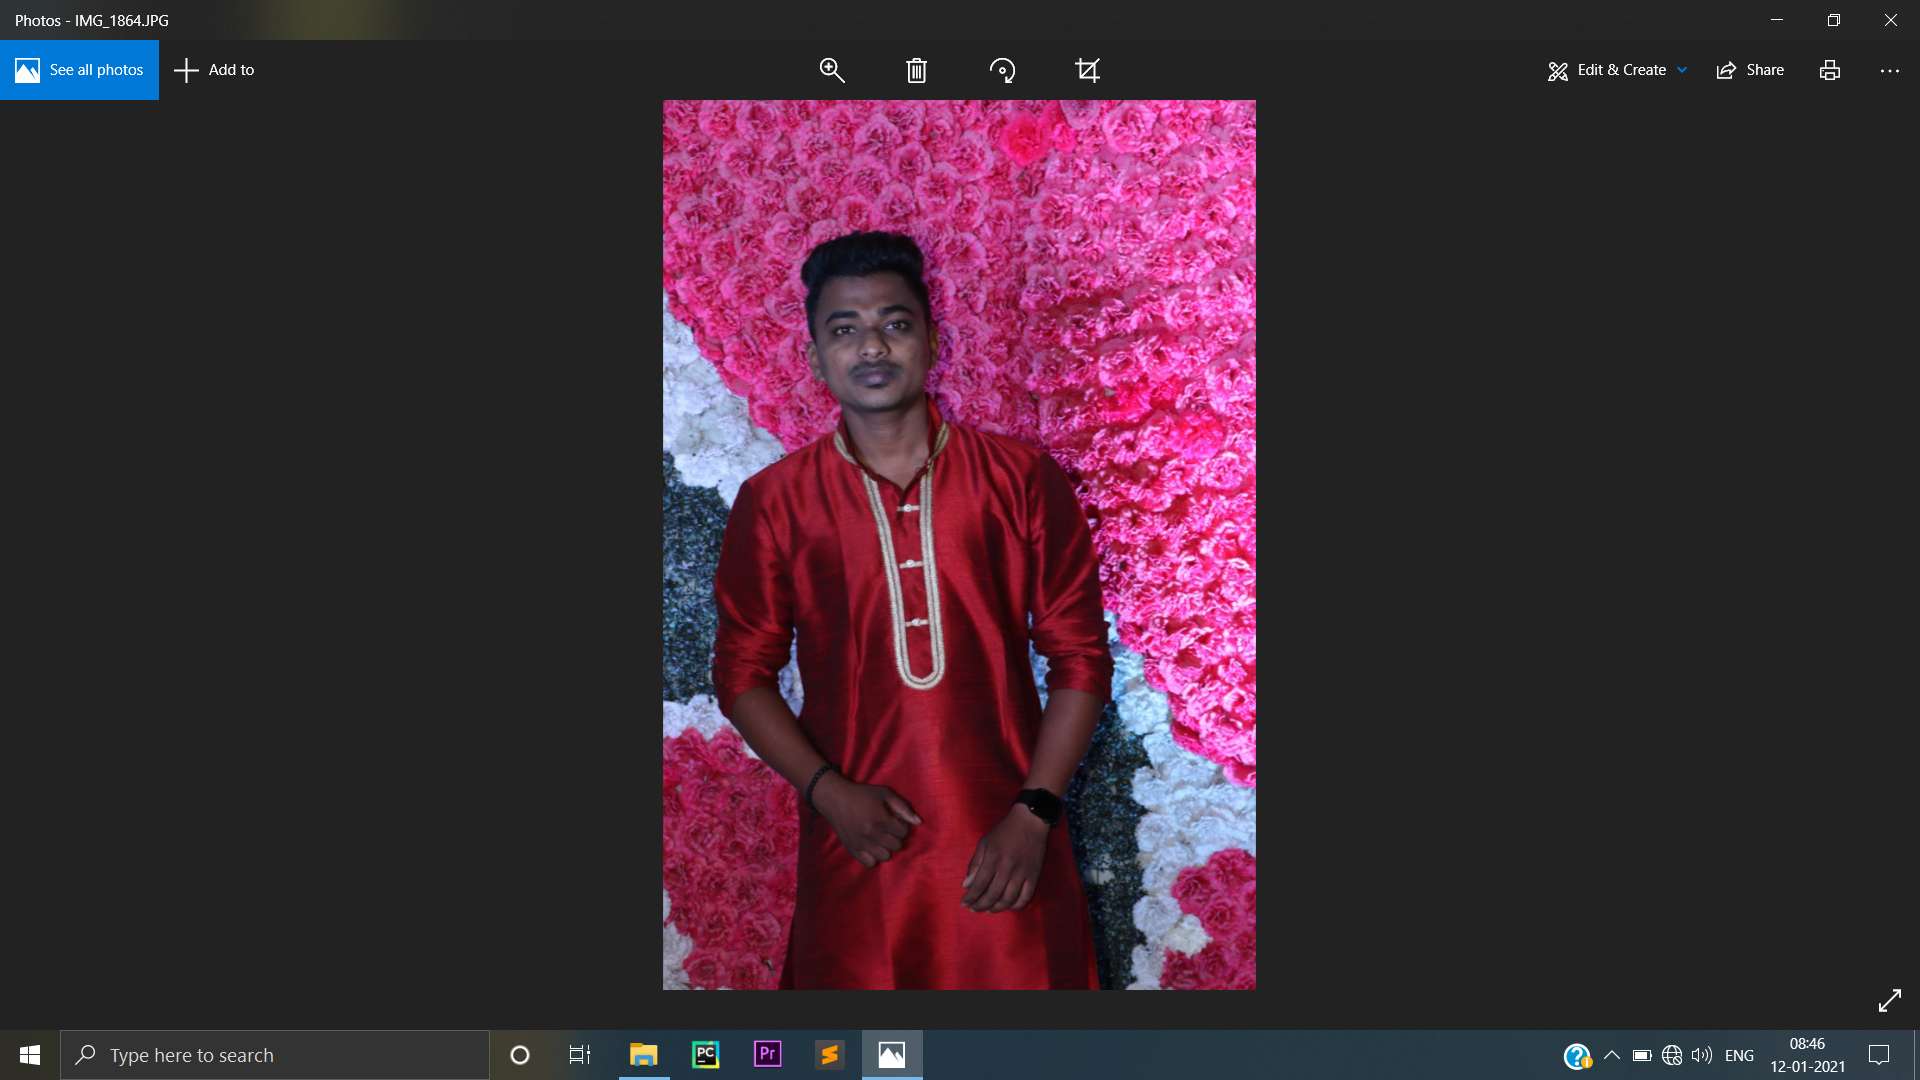 Photos - IMG_1864.JPG
See all photos
Add to
Edit & Create
Share
Type here to search
PC
Pr
ENG
08:46
12-01-2021